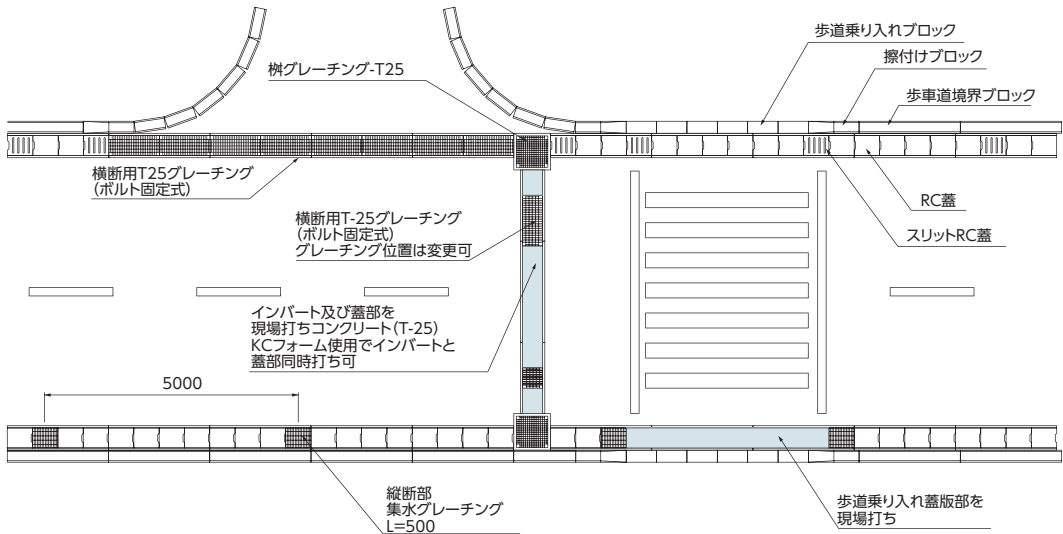 歩道乗り入れブロック
擦付けブロック
歩車道境界ブロック
桝グレーチング-T25
横断用T25グレーチング
(ボルト固定式)
横断用T-25グレーチング
(ボルト固定式)
グレーチング位置は変更可
RC蓋
スリットRC蓋
インバート及び蓋部を
現場打ちコンクリート(T-25)
KCフォーム使用でインバートと
蓋部同時打ち可
5000
縦断部
集水グレーチング
L=500
歩道乗り入れ蓋版部を
現場打ち